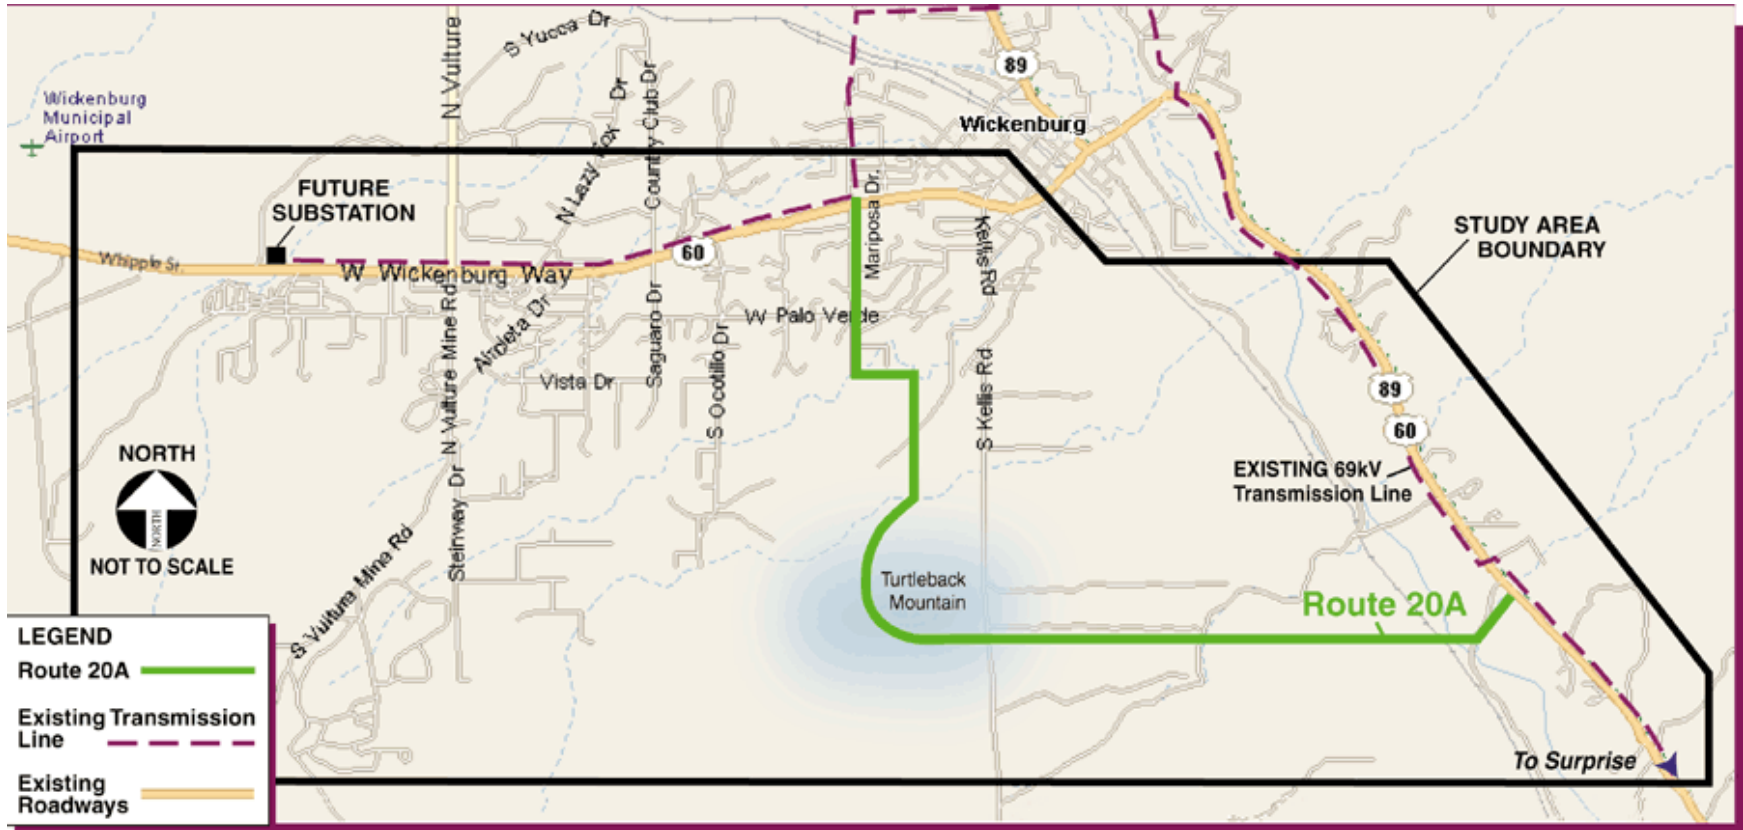 S Yucca Dr
N Vulture
89
Wickenburg
Municipal
Airport
N Lazy Fox Dr
Country Club Dr
Wickenburg
FUTURE
SUBSTATION
Mariposa Dr.
Kellis Rd
STUDY AREA
BOUNDARY
Whipple St.
60
W Wickenburg Way
W Palo Verde
N Vulture Mine Rd
Saguaro Dr
S Ocotillo Dr
Vista Dr
S Kellis Rd
89
60
NORTH
NORTH
NOT TO SCALE
EXISTING 69kV
Transmission Line
Steinway Dr
S Vulture Mine Rd
Turtleback
Mountain
Route 20A
LEGEND
Route 20A
Existing Transmission
Line
Existing
Roadways
To Surprise